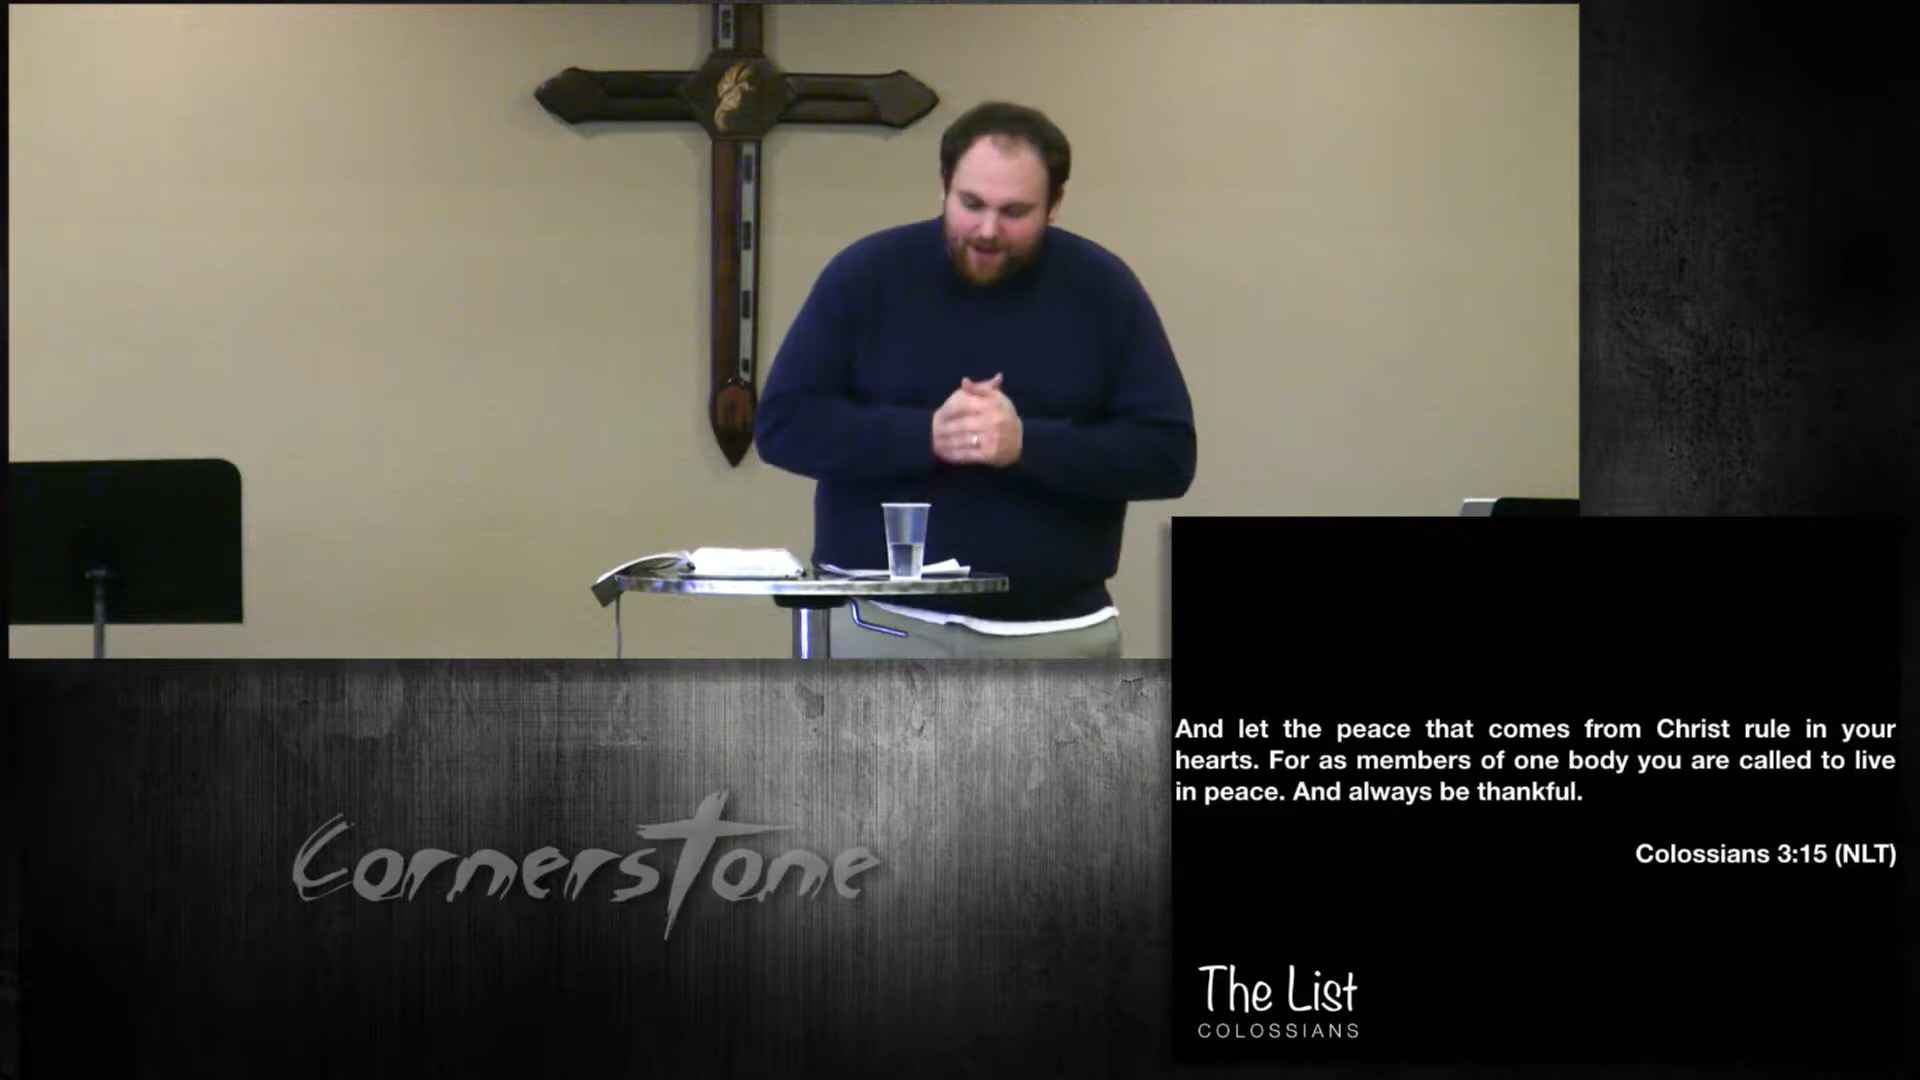 And let the peace that comes from Christ rule in your
hearts. For as members of one body you are called to live
in peace. And always be thankful.
Colossians 3:15 (NLT)
Cornerstone
The List
COLOSSIANS